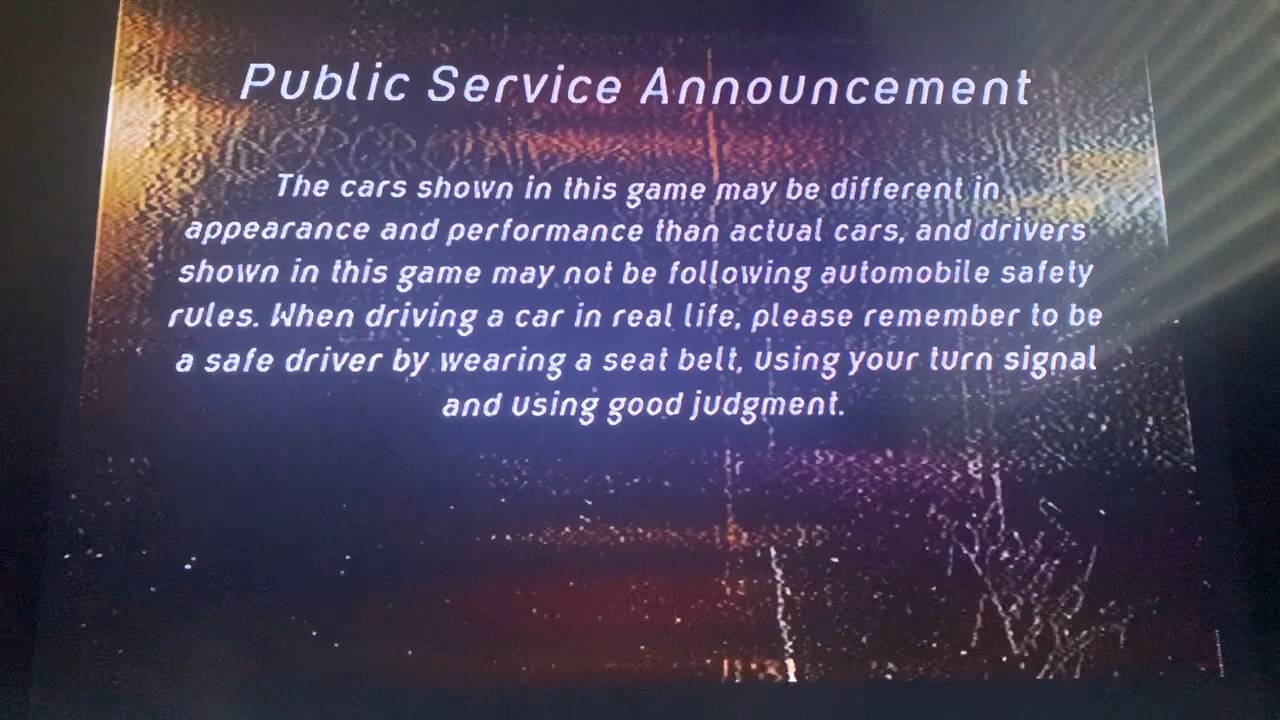 Public Service Announcement
The cars shown in this game may be different in
appearance and performance than actual cars, and drivers
shown in this game may not be following automobile safety
rules. When driving a car in real life, please remember to be
a safe driver by wearing a seat belt, using your turn signal
and using good judgment.